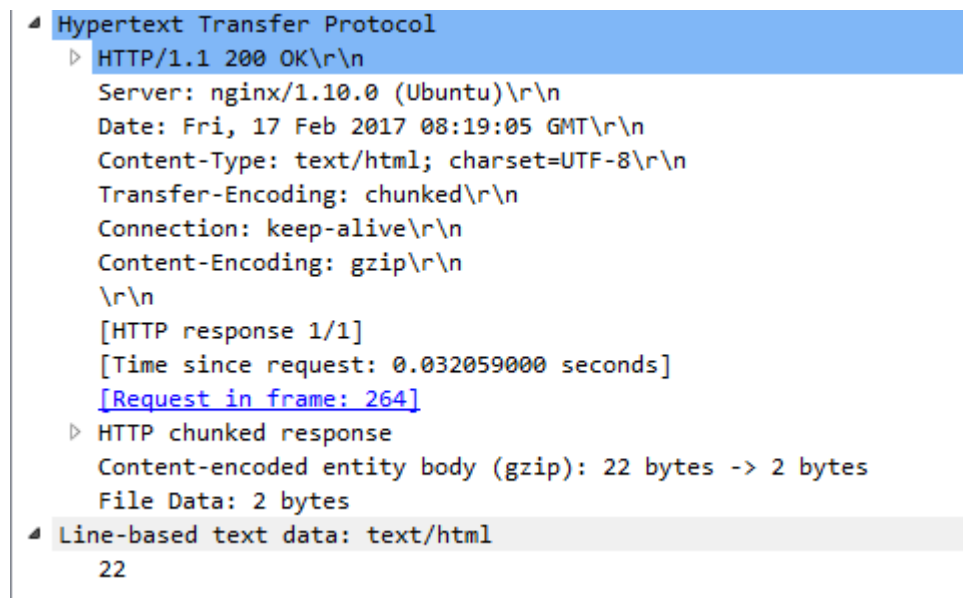 Hypertext Transfer Protocol
HTTP/1.1 200 OK\r\n
Server: nginx/1.10.0 (Ubuntu)\r\n
Date: Fri, 17 Feb 2017 08:19:05 GMT\r\n
Content-Type: text/html; charset=UTF-8\r\n
Transfer-Encoding: chunked\r\n
Connection: keep-alive\r\n
Content-Encoding: gzip\r\n
\r\n
[HTTP response 1/1]
[Time since request: 0.032059000 seconds]
[Request in frame: 264]
HTTP chunked response
Content-encoded entity body (gzip): 22 bytes -> 2 bytes
File Data: 2 bytes
Line-based text data: text/html
22